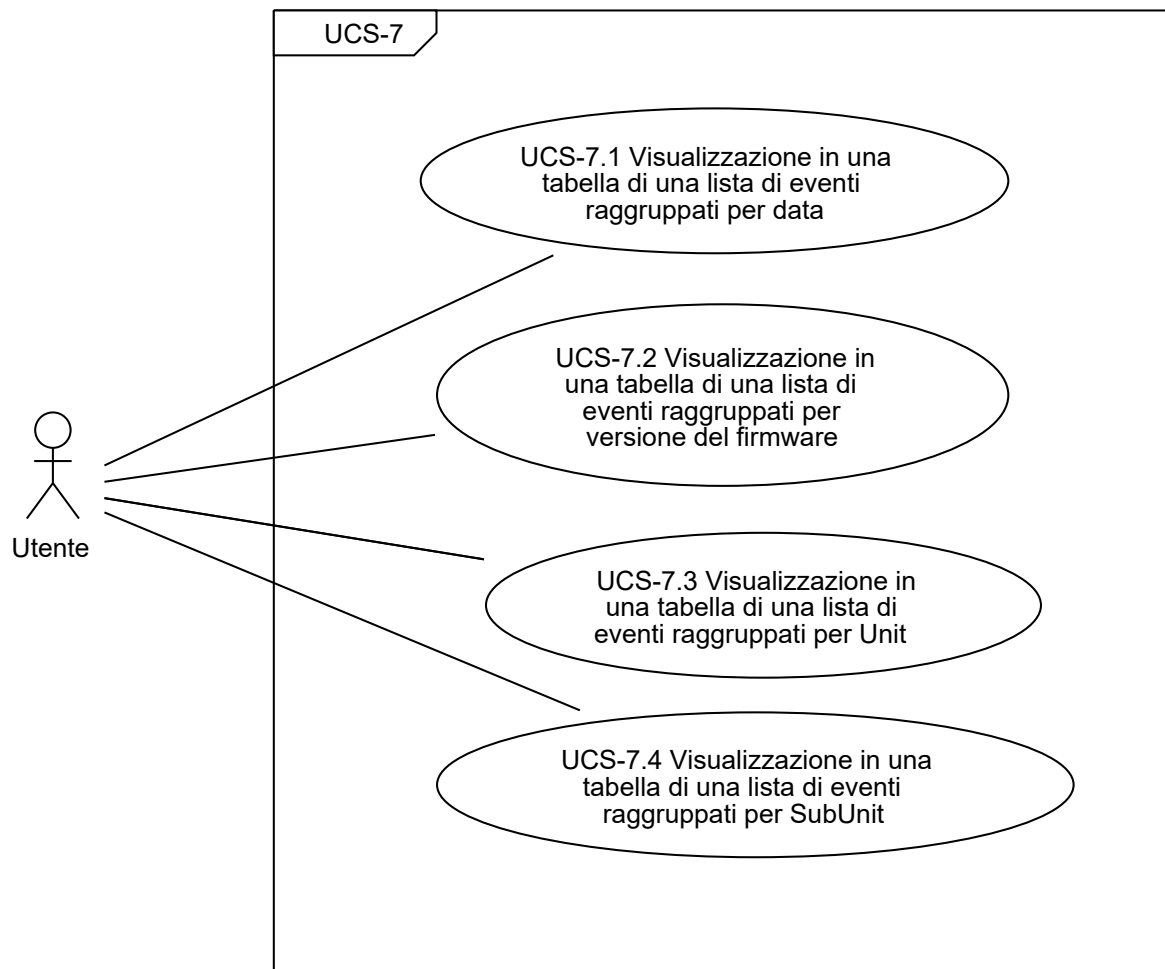 UCS-7
UCS-7.1 Visualizzazione in una
tabella di una lista di eventi
raggruppati per data
UCS-7.2 Visualizzazione in
una tabella di una lista di
eventi raggruppati per
versione del firmware
Utente
UCS-7.3 Visualizzazione in
una tabella di una lista di
eventi raggruppati per Unit
UCS-7.4 Visualizzazione in una
tabella di una lista di eventi
raggruppati per SubUnit